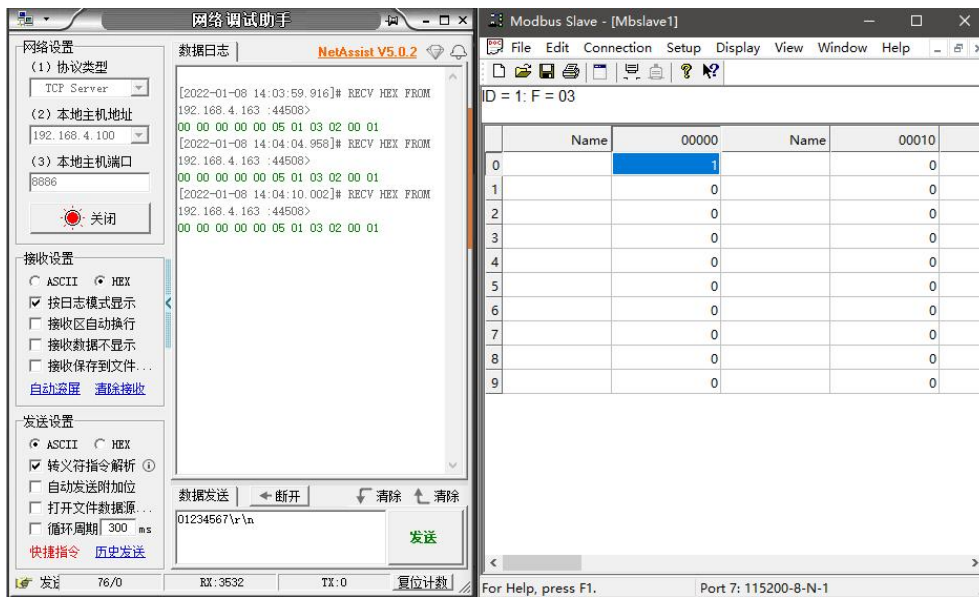 网络调试助手
网络设置
(1) 协议类型
TCP Server
(2) 本地主机地址
192.168.4.100
(3) 本地主机端口
8886
关闭
接收设置
ASCII HEX
按日志模式显示
接收区自动换行
接收数据不显示
接收保存到文件...
自动滚屏 清除接收
发送设置
ASCII HEX
转义符指令解析
自动发送附加位
打开文件数据源...
循环周期 300 ms
快捷指令 历史发送
数据日志 NetAssist V5.0.2
[2022-01-08 14:03:59.916]# RECV HEX FROM
192.168.4.163 :44508>
00 00 00 00 00 05 01 03 02 00 01
[2022-01-08 14:04:04.958]# RECV HEX FROM
192.168.4.163 :44508>
00 00 00 00 00 05 01 03 02 00 01
[2022-01-08 14:04:10.002]# RECV HEX FROM
192.168.4.163 :44508>
00 00 00 00 00 05 01 03 02 00 01
数据发送 断开 清除 清除
01234567\r\n
发送
76/0 RX:3532 TX:0 复位计数
Modbus Slave - [Mbslave1]
File Edit Connection Setup Display View Window Help
ID = 1: F = 03
Name 00000 Name 00010
0 1 0
1 0 0
2 0 0
3 0 0
4 0 0
5 0 0
6 0 0
7 0 0
8 0 0
9 0 0
For Help, press F1. Port 7: 115200-8-N-1